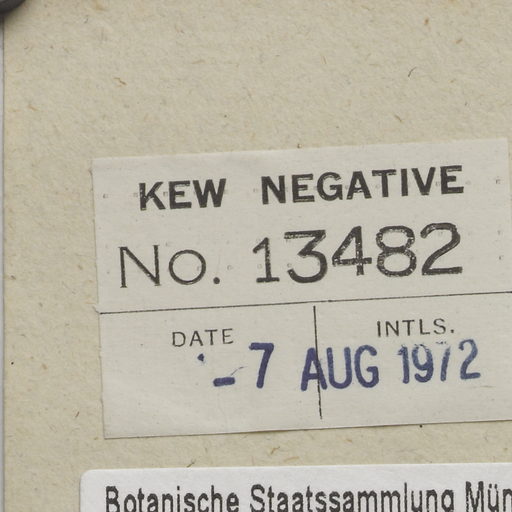 KEW NEGATIVE
No. 13482
DATE INTLS.
-7 AUG 1972
Botanische Staatssammlung